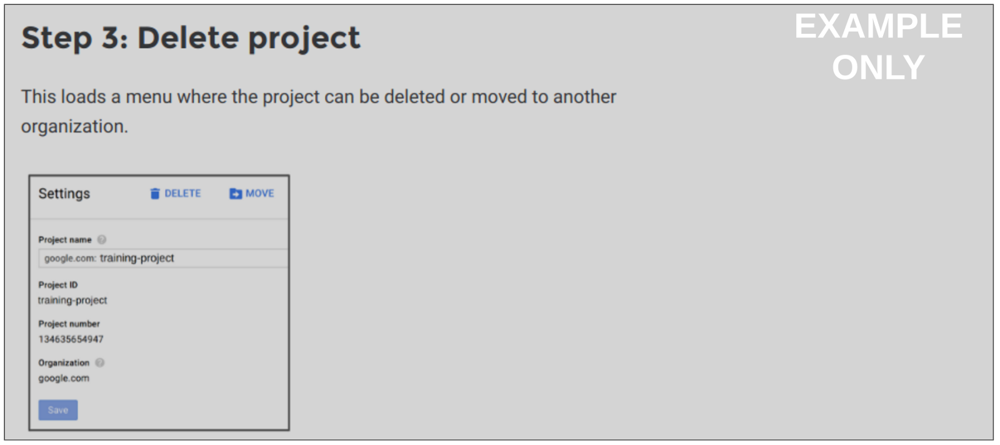 Step 3: Delete project
EXAMPLE
ONLY
This loads a menu where the project can be deleted or moved to another
organization.
Settings DELETE MOVE
Project name ?
google.com: training-project
Project ID
training-project
Project number
134635654947
Organization ?
google.com
Save